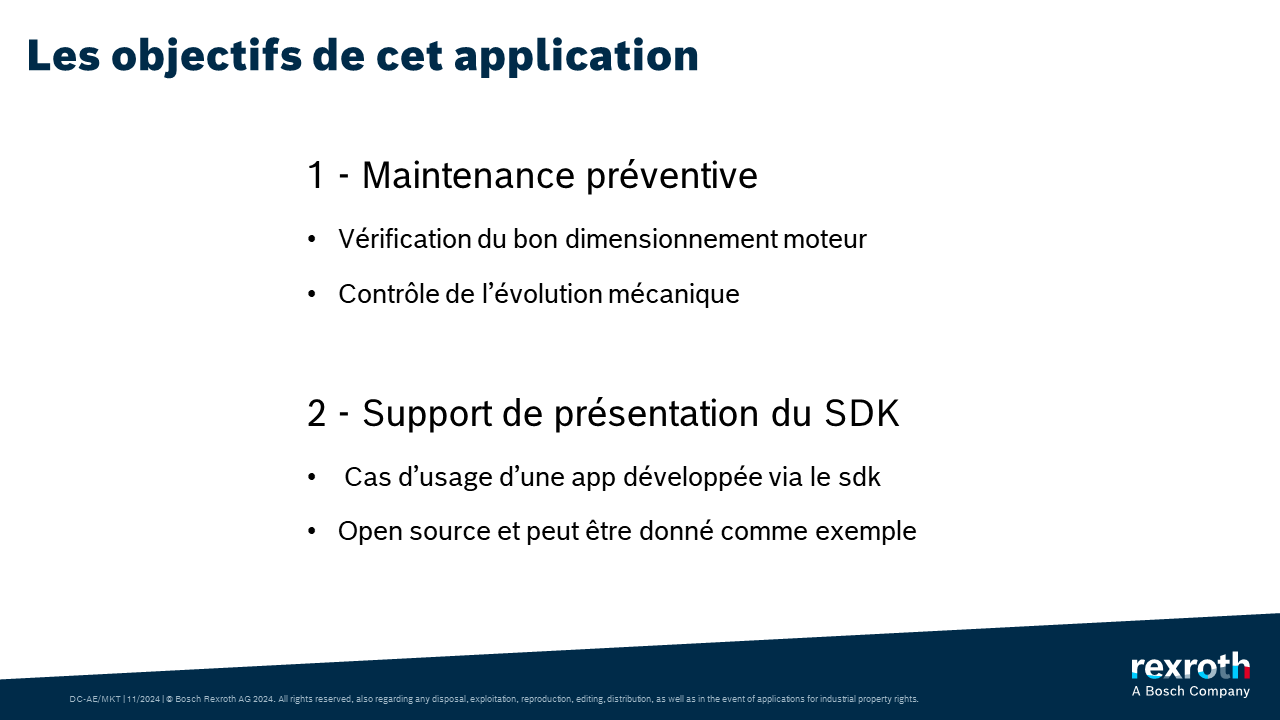 Les objectifs de cet application
1 - Maintenance préventive
• Vérification du bon dimensionnement moteur
• Contrôle de l’évolution mécanique
2 - Support de présentation du SDK
• Cas d’usage d’une app développée via le sdk
• Open source et peut être donné comme exemple
rexroth
A Bosch Company
DC-AE/MKT | 11/2024 | © Bosch Rexroth AG 2024. All rights reserved, also regarding any disposal, exploitation, reproduction, editing, distribution, as well as in the event of applications for industrial property rights.